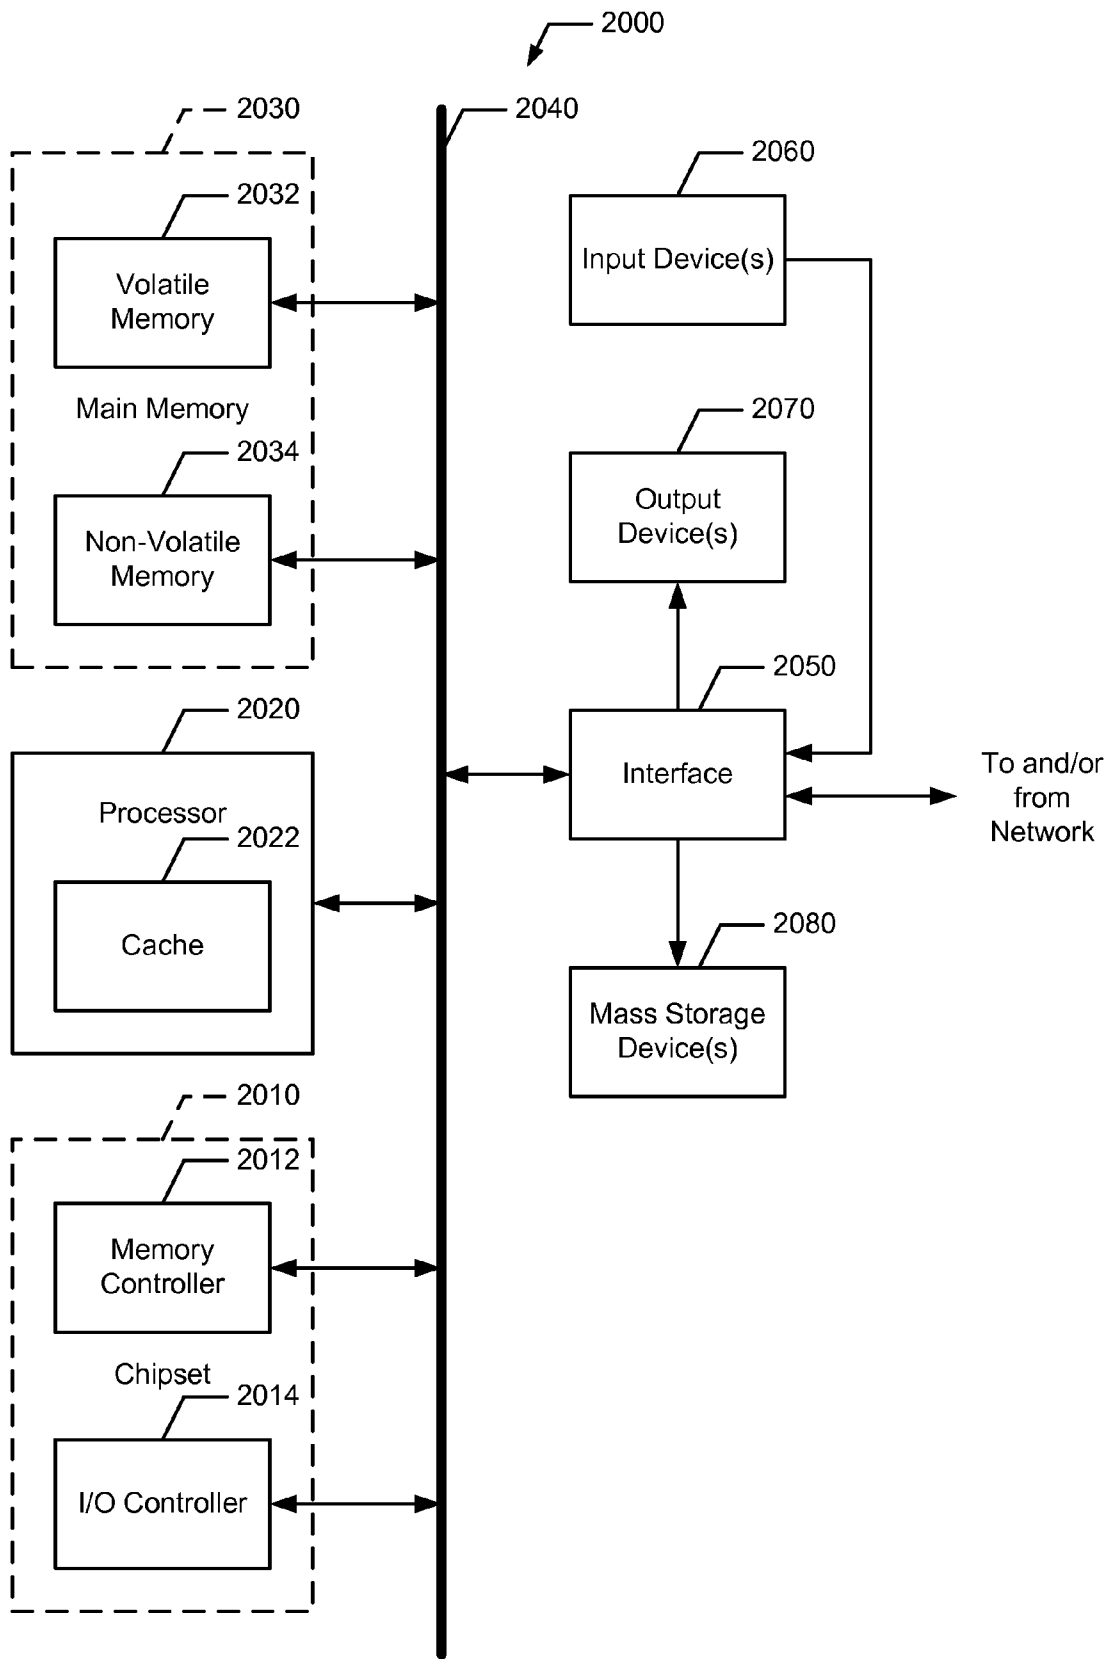 2000
2030
2040
2060
2032
Input Device(s)
Volatile
Memory
Main Memory
2070
2034
Output
Device(s)
Non-Volatile
Memory
2050
2020
Interface
To and/or
from
Network
Processor
2022
Cache
2080
Mass Storage
Device(s)
2010
2012
Memory
Controller
Chipset
2014
I/O Controller